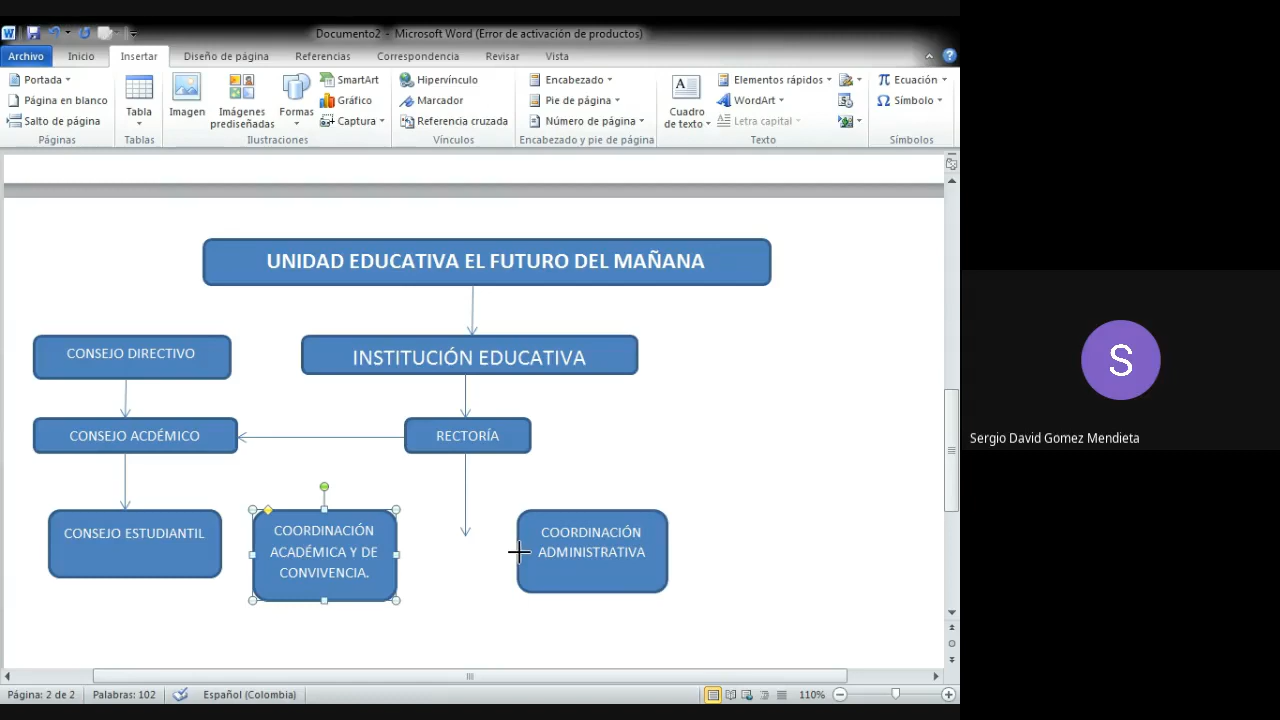 Documento2 - Microsoft Word (Error de activación de productos)
Archivo Inicio Insertar Diseño de página Referencias Correspondencia Revisar Vista
Portada
Página en blanco
Salto de página
Páginas
Tabla
Tablas
Imagen
Imágenes
prediseñadas
Formas
SmartArt
Gráfico
Captura
Ilustraciones
Hipervínculo
Marcador
Referencia cruzada
Vínculos
Encabezado
Pie de página
Número de página
Encabezado y pie de página
Cuadro
de texto
Elementos rápidos
WordArt
Letra capital
Texto
Ecuación
Símbolo
Símbolos
UNIDAD EDUCATIVA EL FUTURO DEL MAÑANA
CONSEJO DIRECTIVO
INSTITUCIÓN EDUCATIVA
CONSEJO ACDÉMICO
RECTORÍA
CONSEJO ESTUDIANTIL
COORDINACIÓN
ACADÉMICA Y DE
CONVIVENCIA.
COORDINACIÓN
ADMINISTRATIVA
S
Sergio David Gomez Mendieta
Página: 2 de 2 Palabras: 102 Español (Colombia) 110%